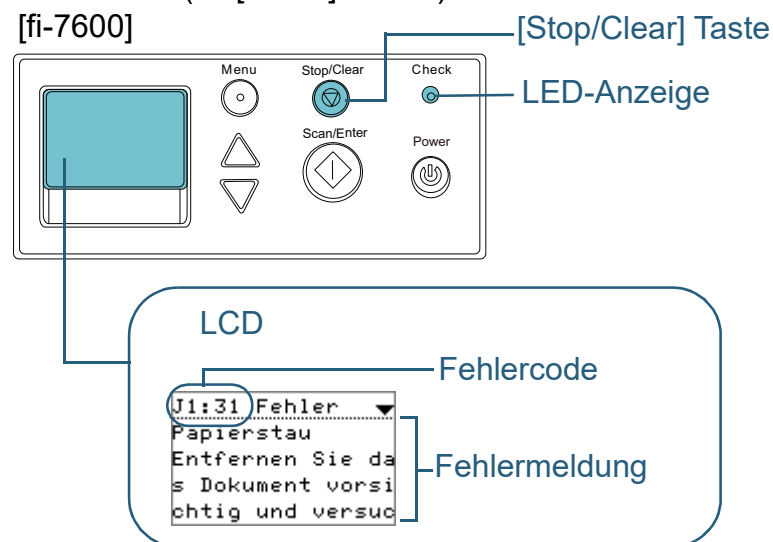 [fi-7600]
[Stop/Clear] Taste
Menu
Stop/Clear
Check
LED-Anzeige
Scan/Enter
Power
LCD
Fehlercode
J1:31 Fehler
Papierstau
Entfernen Sie da
s Dokument vorsi
chtig und versuc
Fehlermeldung